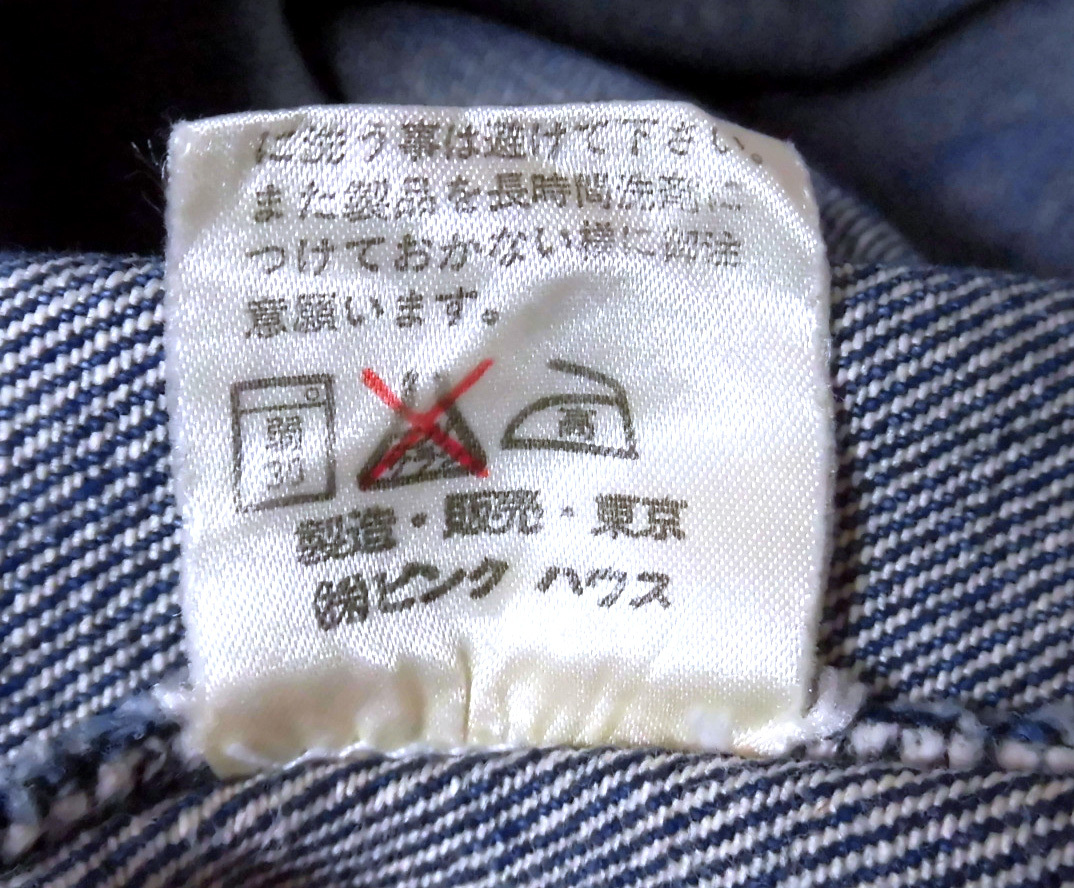 に洗う事は避けて下さい。
また製品を長時間洗剤に
つけておかない様に御注
意願います。
弱
30
高
製造・販売・東京
㈱ピンク ハウス